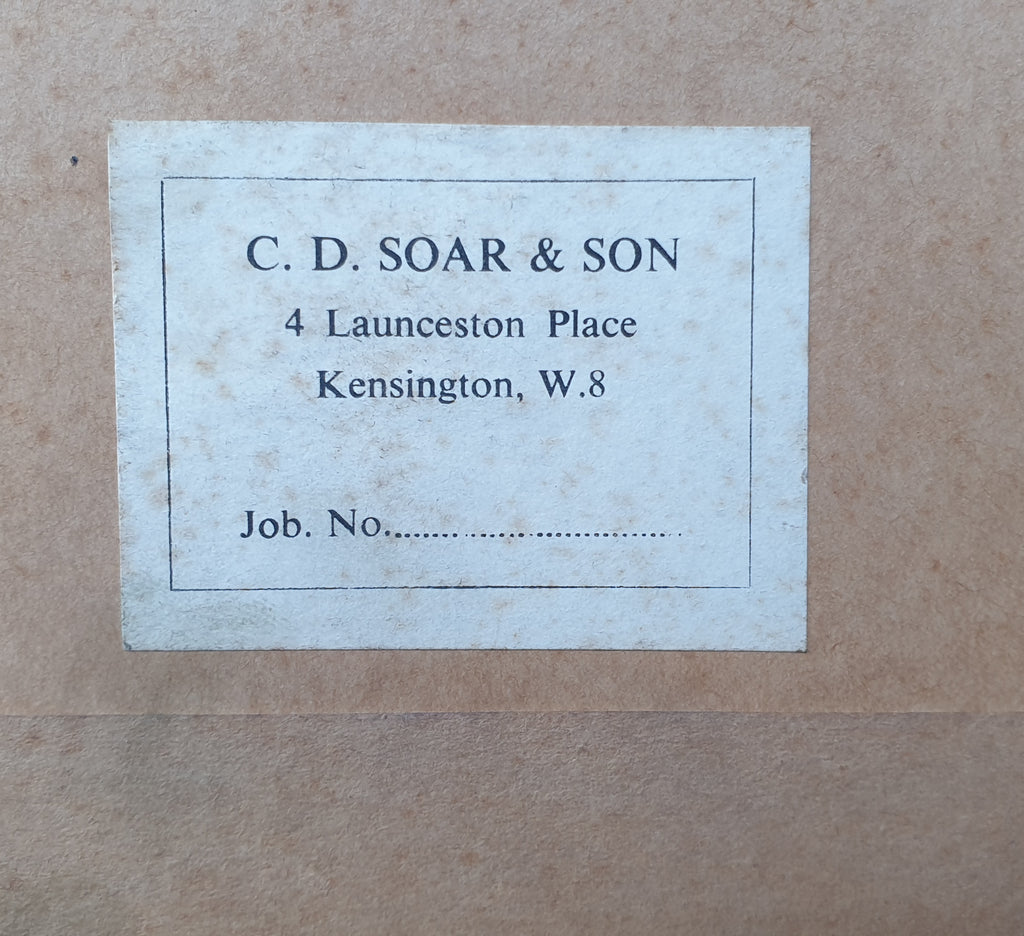 C. D. SOAR & SON
4 Launceston Place
Kensington, W.8
Job. No..................................